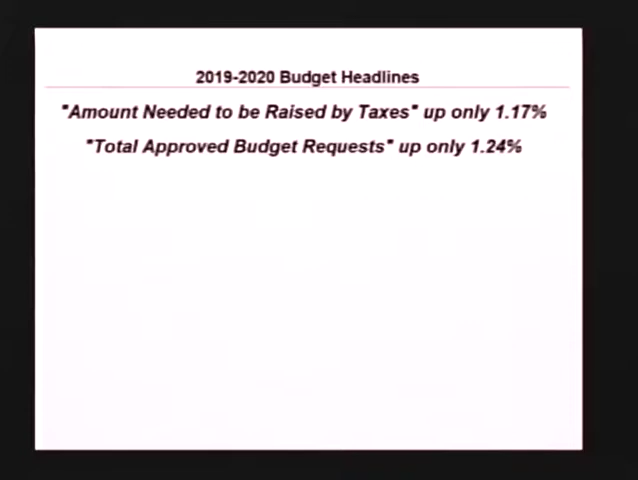 2019-2020 Budget Headlines
"Amount Needed to be Raised by Taxes" up only 1.17%
"Total Approved Budget Requests" up only 1.24%